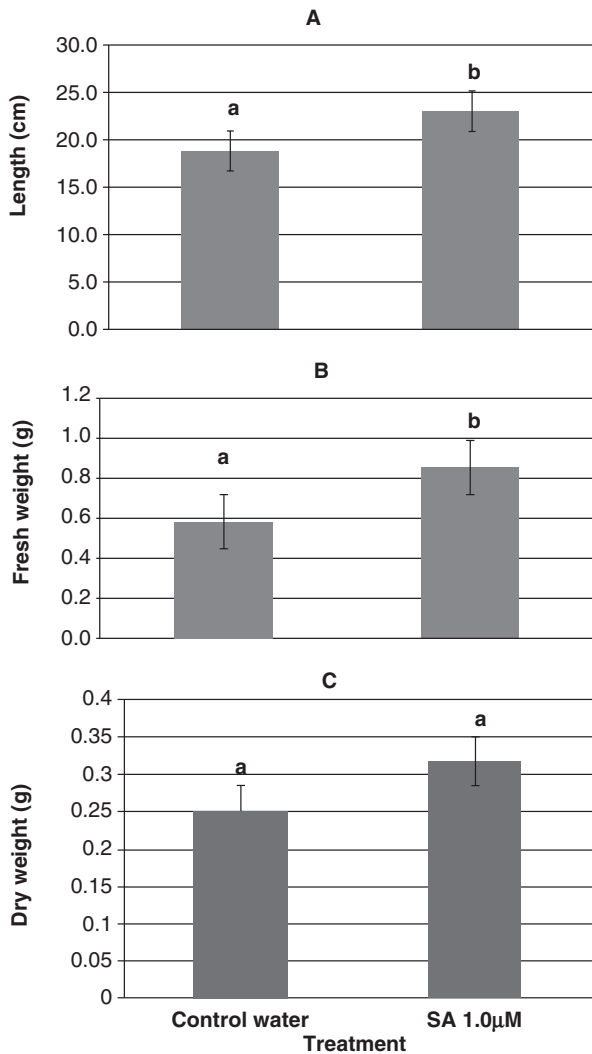 A
Length (cm)
30.0
25.0
20.0
15.0
10.0
5.0
0.0
a
b
B
Fresh weight (g)
1.2
1.0
0.8
0.6
0.4
0.2
0.0
a
b
C
Dry weight (g)
0.4
0.35
0.3
0.25
0.2
0.15
0.1
0.05
0
a
a
Control water
SA 1.0µM
Treatment